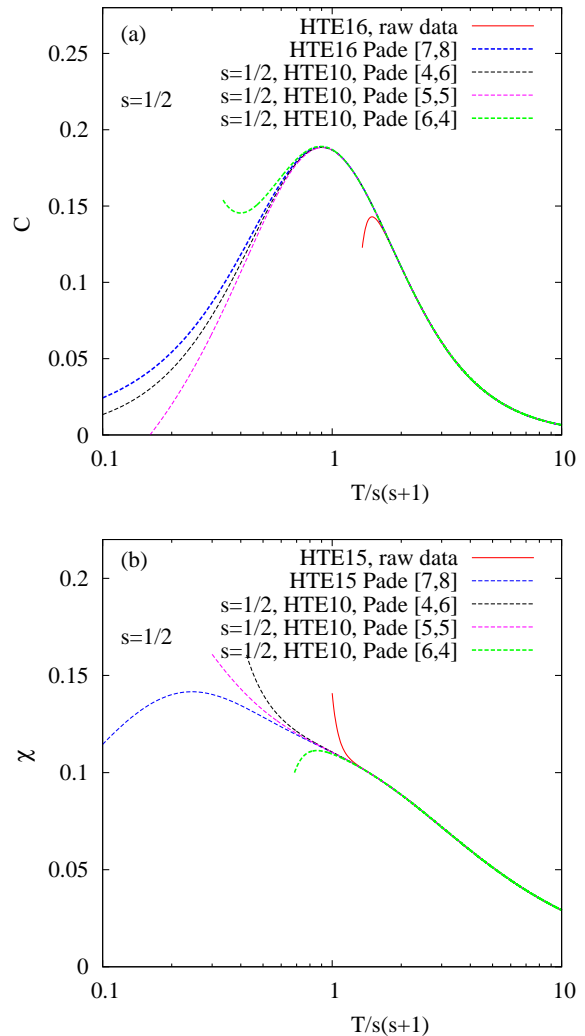 (a)
HTE16, raw data
HTE16 Pade [7,8]
s=1/2, HTE10, Pade [4,6]
s=1/2, HTE10, Pade [5,5]
s=1/2, HTE10, Pade [6,4]
s=1/2
0.25
0.2
0.15
0.1
0.05
0
C
0.1
1
10
T/s(s+1)
(b)
HTE15, raw data
HTE15 Pade [7,8]
s=1/2, HTE10, Pade [4,6]
s=1/2, HTE10, Pade [5,5]
s=1/2, HTE10, Pade [6,4]
s=1/2
0.2
0.15
0.1
0.05
0
χ
0.1
1
10
T/s(s+1)